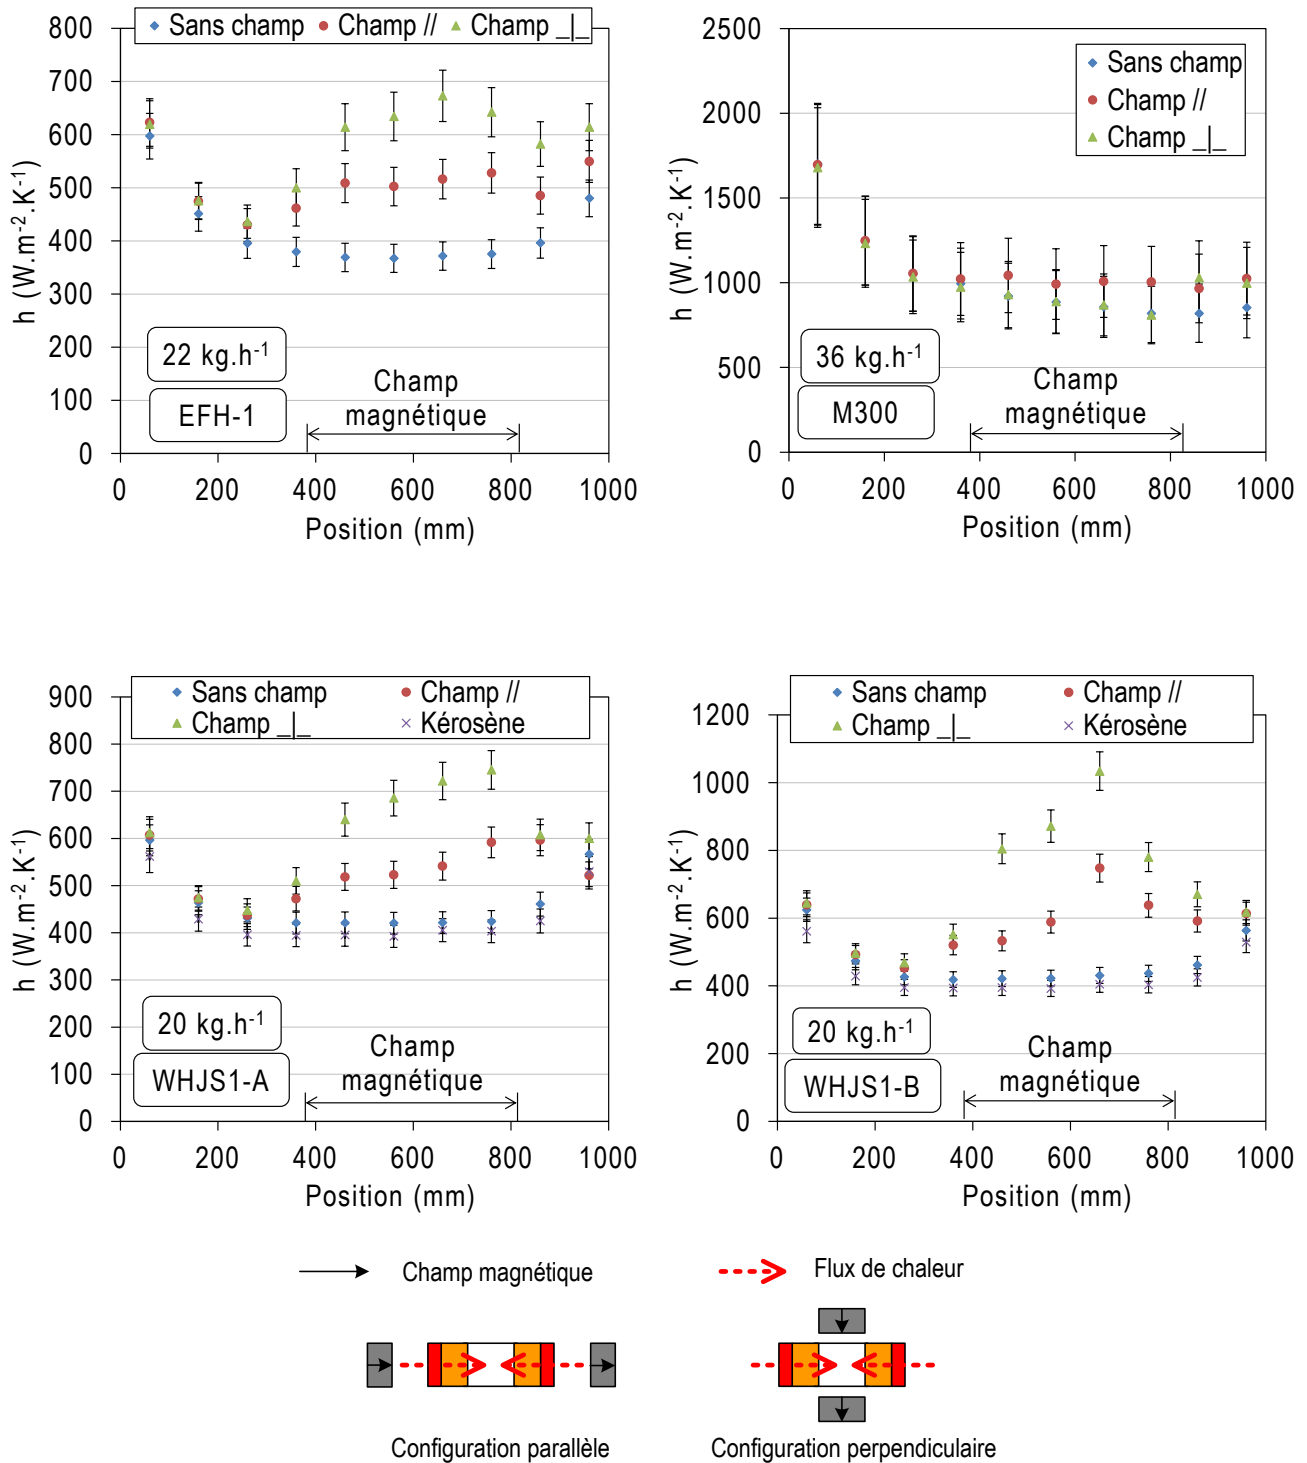 Sans champ Champ // Champ _|_
800
700
600
500
400
300
200
100
0
h (W.m-2.K-1)
22 kg.h-1
EFH-1
Champ
magnétique
0 200 400 600 800 1000
Position (mm)
2500
2000
1500
1000
500
0
h (W.m-2.K-1)
Sans champ
Champ //
Champ _|_
36 kg.h-1
M300
Champ
magnétique
0 200 400 600 800 1000
Position (mm)
Sans champ Champ //
Champ _|_ Kérosène
900
800
700
600
500
400
300
200
100
0
h (W.m-2.K-1)
20 kg.h-1
WHJS1-A
Champ
magnétique
0 200 400 600 800 1000
Position (mm)
Sans champ Champ //
Champ _|_ Kérosène
1200
1000
800
600
400
200
0
h (W.m-2.K-1)
20 kg.h-1
WHJS1-B
Champ
magnétique
0 200 400 600 800 1000
Position (mm)
Champ magnétique
Flux de chaleur
Configuration parallèle
Configuration perpendiculaire